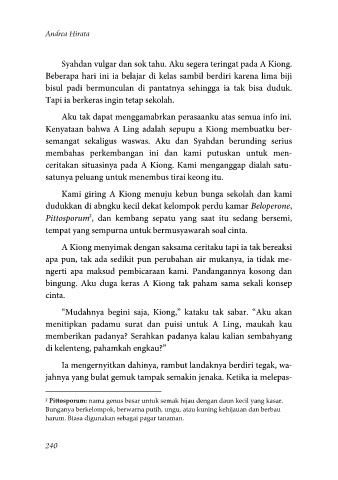 Andrea Hirata
Syahdan vulgar dan sok tahu. Aku segera teringat pada A Kiong.
Beberapa hari ini ia belajar di kelas sambil berdiri karena lima biji
bisul padi bermunculan di pantatnya sehingga ia tak bisa duduk.
Tapi ia berkeras ingin tetap sekolah.
Aku tak dapat menggamabrkan perasaanku atas semua info ini.
Kenyataan bahwa A Ling adalah sepupu a Kiong membuatku ber-
semangat sekaligus waswas. Aku dan Syahdan berunding serius
membahas perkembangan ini dan kami putuskan untuk men-
ceritakan situasinya pada A Kiong. Kami menganggap dialah satu-
satunya peluang untuk menembus tirai keong itu.
Kami giring A Kiong menuju kebun bunga sekolah dan kami
dudukkan di abngku kecil dekat kelompok perdu kamar Beloperone,
Pittosporum², dan kembang sepatu yang saat itu sedang bersemi,
tempat yang sempurna untuk bermusyawarah soal cinta.
A Kiong menyimak dengan saksama ceritaku tapi ia tak bereaksi
apa pun, tak ada sedikit pun perubahan air mukanya, ia tidak me-
ngerti apa maksud pembicaraan kami. Pandangannya kosong dan
bingung. Aku duga keras A Kiong tak paham sama sekali konsep
cinta.
"Mudahnya begini saja, Kiong," kataku tak sabar. "Aku akan
menitipkan padamu surat dan puisi untuk A Ling, maukah kau
memberikan padanya? Serahkan padanya kalau kalian sembahyang
di kelenteng, pahamkah engkau?"
Ia mengernyitkan dahinya, rambut landaknya berdiri tegak, wa-
jahnya yang bulat gemuk tampak semakin jenaka. Ketika ia melepas-
² Pittosporum: nama genus besar untuk semak hijau dengan daun kecil yang kasar.
Bunganya berkelompok, berwarna putih, ungu, atau kuning kehijauan dan berbau
harum. Biasa digunakan sebagai pagar tanaman.
240